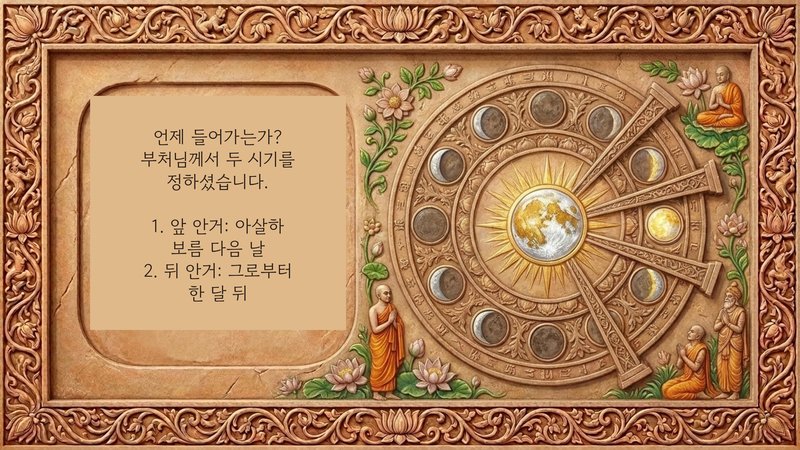 언제 들어가는가?
부처님께서 두 시기를
정하셨습니다.
1. 앞 안거: 아살하
보름 다음 날
2. 뒤 안거: 그로부터
한 달 뒤